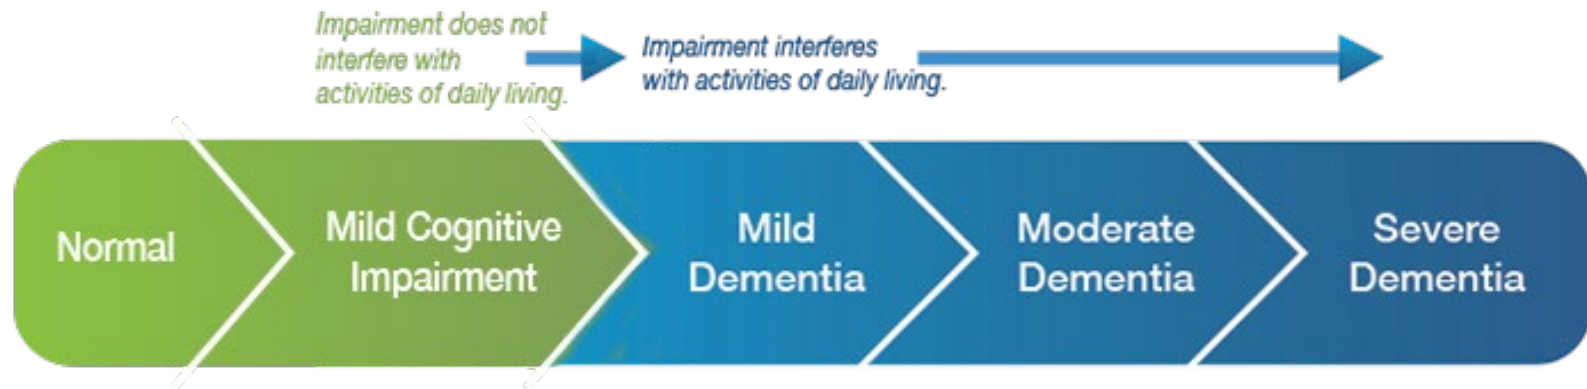 Impairment does not
interfere with
activities of daily living.
Impairment interferes
with activities of daily living.
Normal
Mild Cognitive
Impairment
Mild
Dementia
Moderate
Dementia
Severe
Dementia